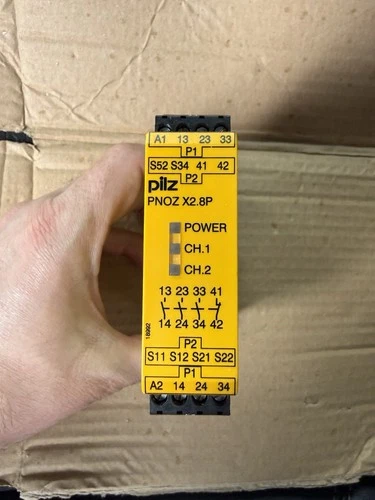 A1 13 23 33
P1
S52 S34 41 42
P2
pilz
PNOZ X2.8P
POWER
CH.1
CH.2
13 23 33 41
14 24 34 42
18992
P2
S11 S12 S21 S22
P1
A2 14 24 34